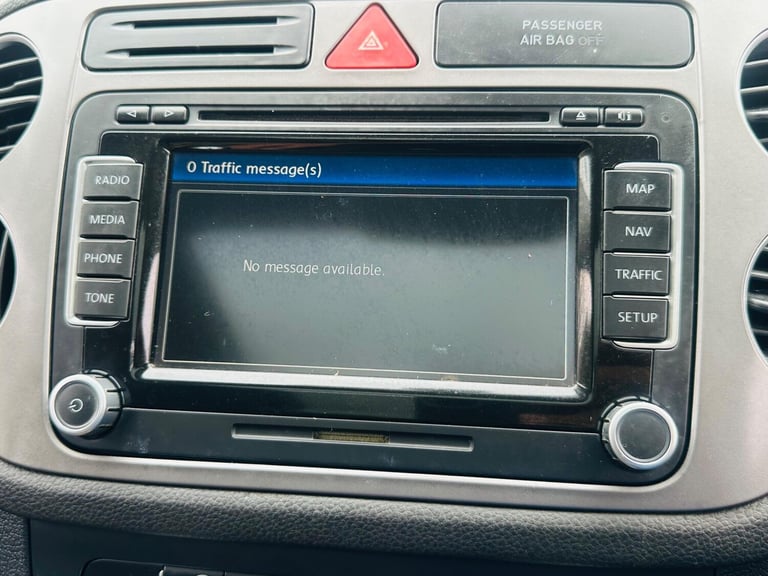 PASSENGER
AIR BAG OFF
RADIO
MEDIA
PHONE
TONE
0 Traffic message(s)
No message available.
MAP
NAV
TRAFFIC
SETUP